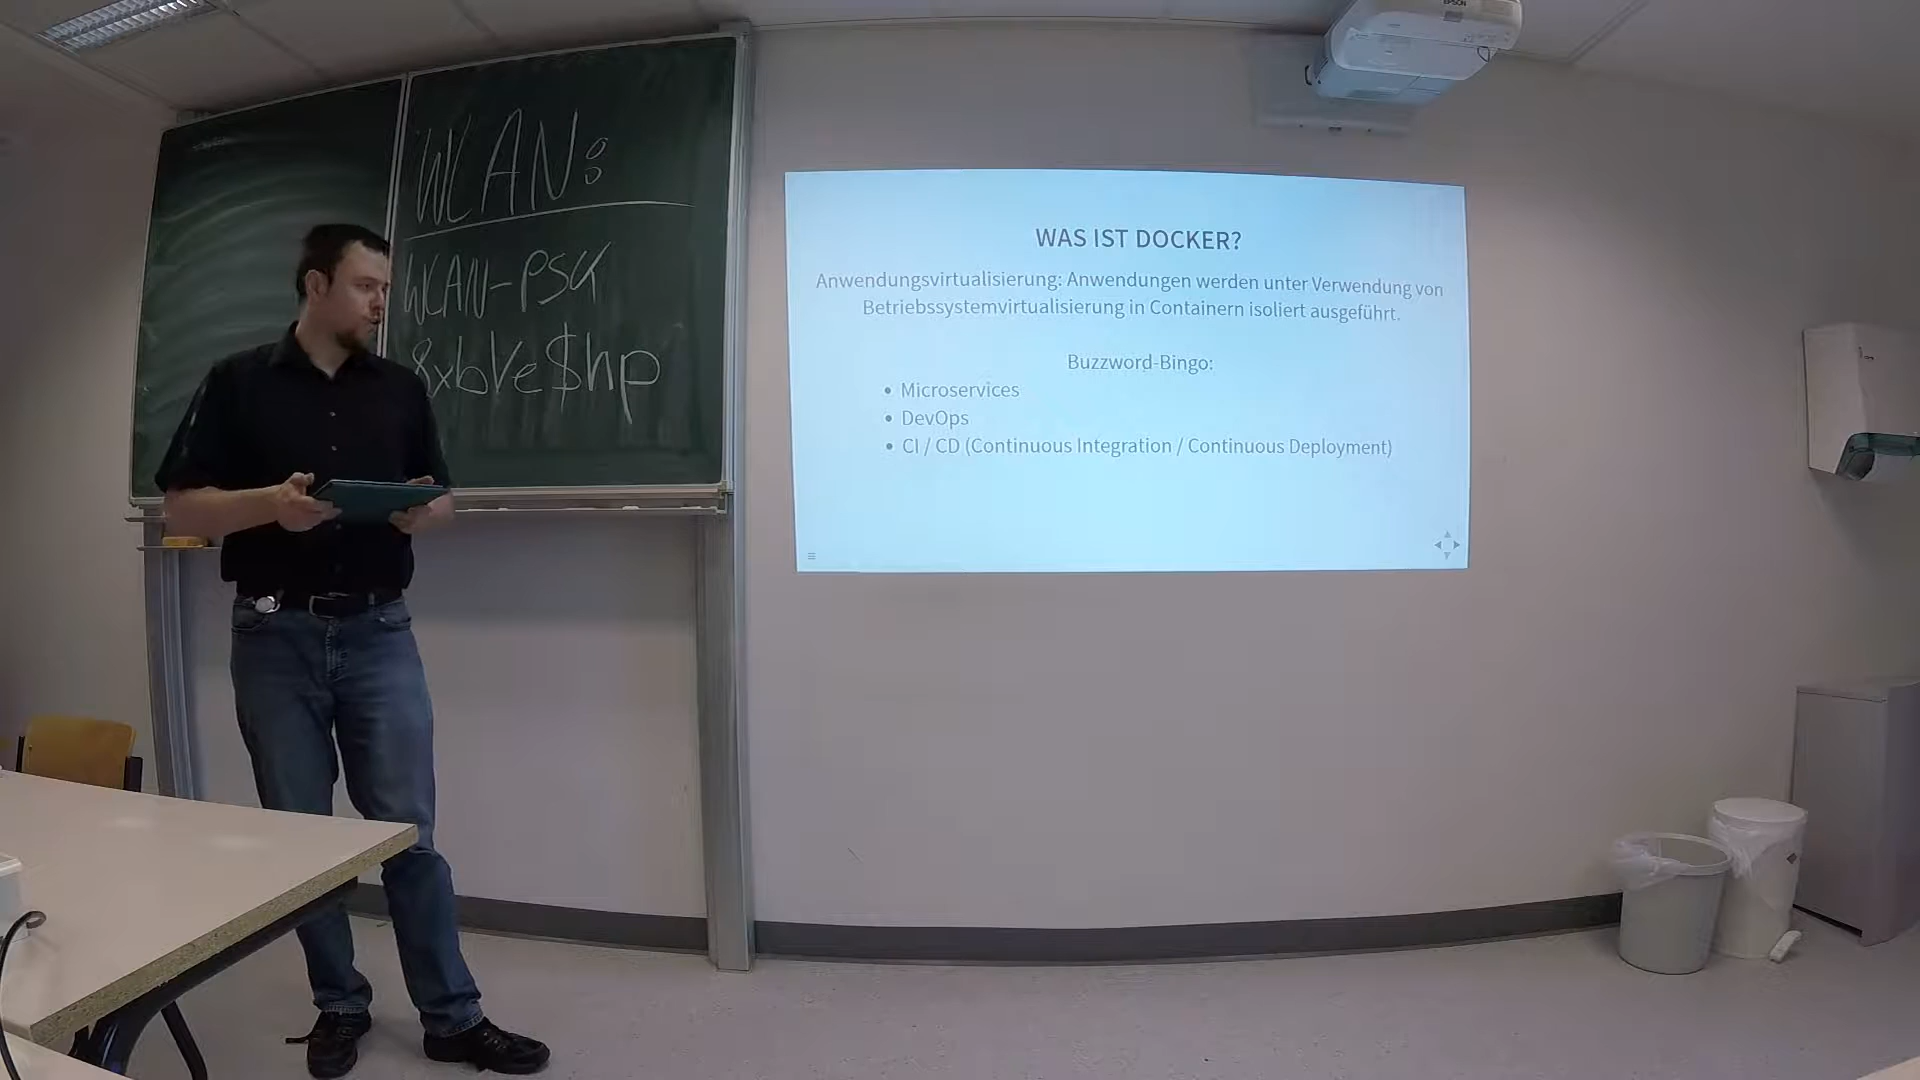 WLAN:
WLAN-PSK
8xbVe$hp
EPSON
WAS IST DOCKER?
Anwendungsvirtualisierung: Anwendungen werden unter Verwendung von
Betriebssystemvirtualisierung in Containern isoliert ausgeführt.
Buzzword-Bingo:
• Microservices
• DevOps
• CI / CD (Continuous Integration / Continuous Deployment)